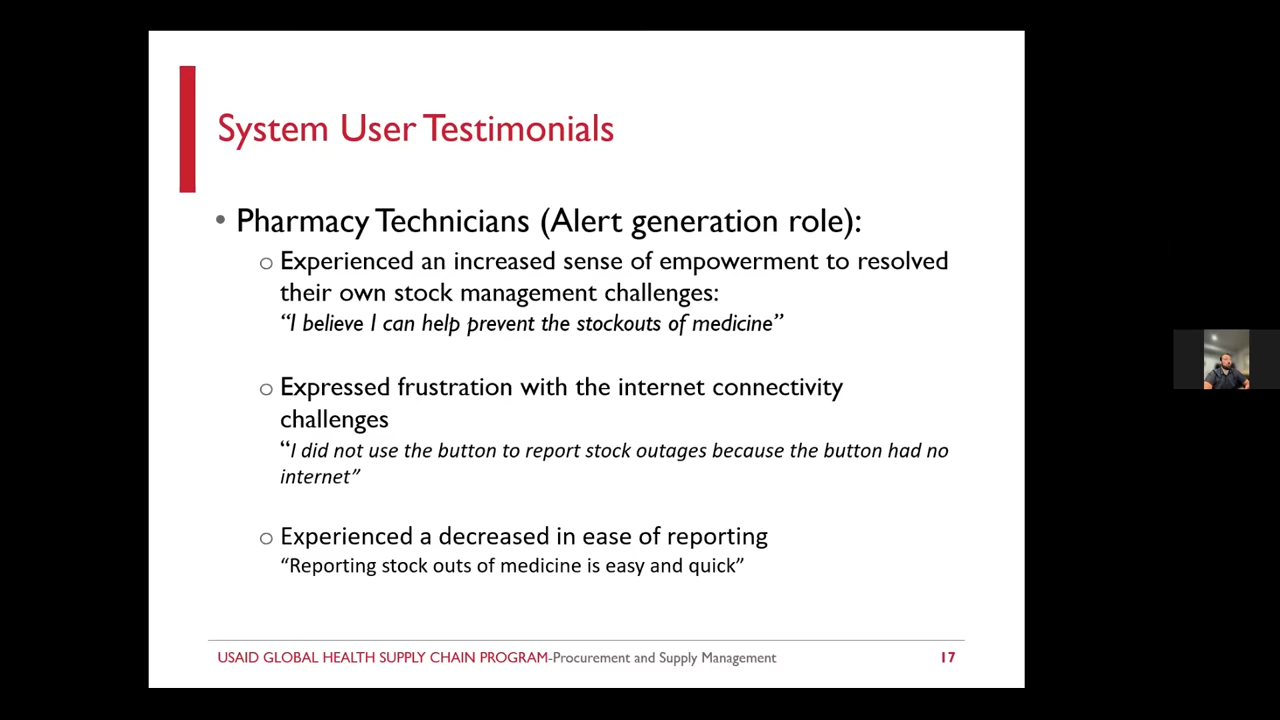 System User Testimonials
• Pharmacy Technicians (Alert generation role):
o Experienced an increased sense of empowerment to resolved
their own stock management challenges:
“I believe I can help prevent the stockouts of medicine”
o Expressed frustration with the internet connectivity
challenges
“I did not use the button to report stock outages because the button had no
internet”
o Experienced a decreased in ease of reporting
“Reporting stock outs of medicine is easy and quick”
USAID GLOBAL HEALTH SUPPLY CHAIN PROGRAM-Procurement and Supply Management
17